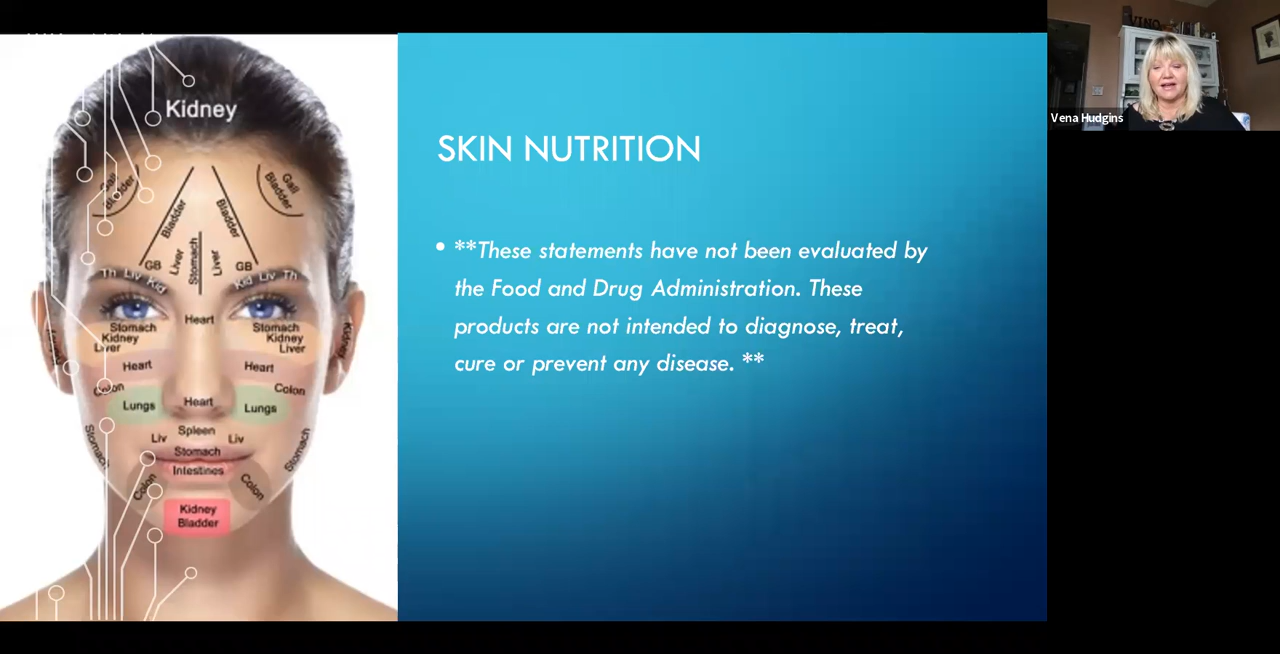 VINO
Vena Hudgins
Kidney
Gall
Bladder
Gall
Bladder
Bladder
Bladder
GB
Liver
Stomach
Liver
GB
Th Liv Kid
Kid Liv Th
Heart
Stomach
Kidney
Liver
Stomach
Kidney
Liver
Kidney
Heart
Heart
Colon
Colon
Lungs
Heart
Lungs
Stomach
Liv
Spleen
Liv
Stomach
Stomach
Intestines
Colon
Colon
Kidney
Bladder
SKIN NUTRITION
• **These statements have not been evaluated by
the Food and Drug Administration. These
products are not intended to diagnose, treat,
cure or prevent any disease. **